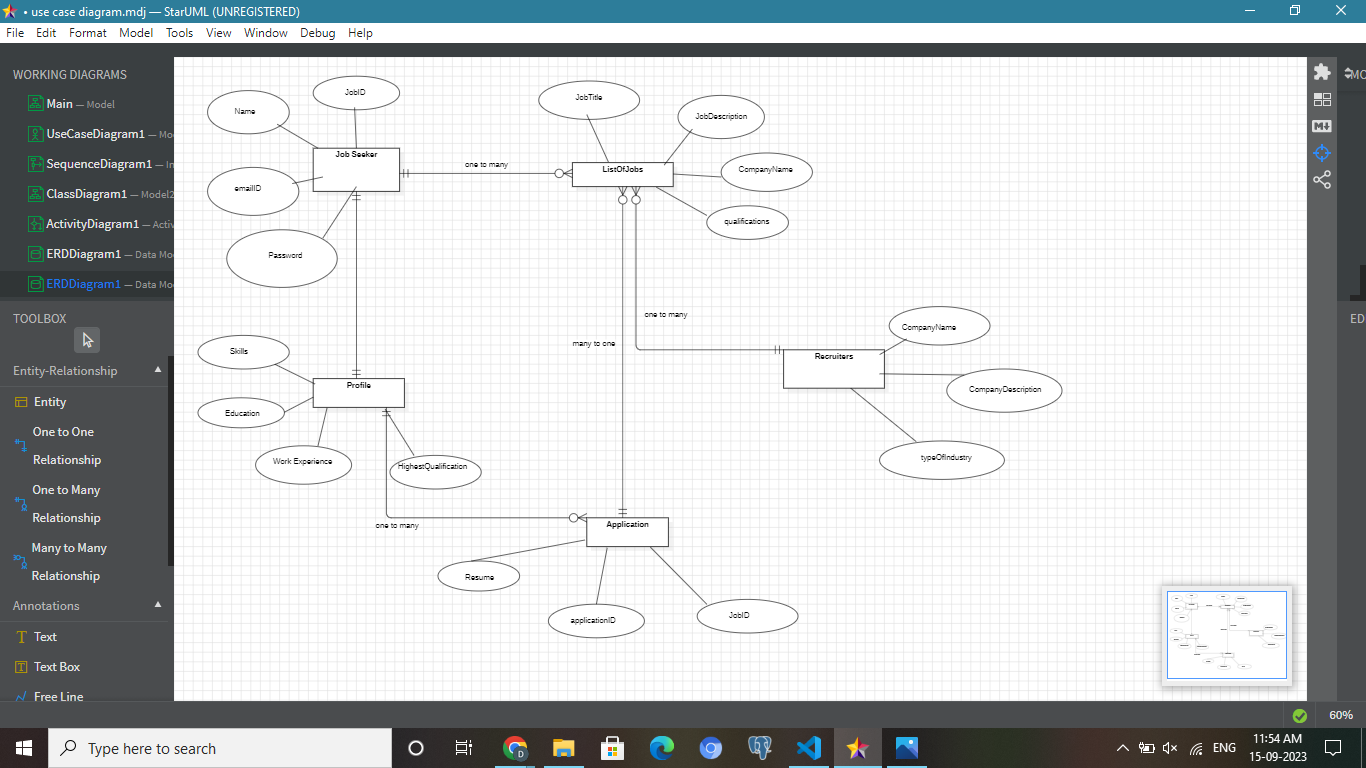 • use case diagram.mdj — StarUML (UNREGISTERED)
File Edit Format Model Tools View Window Debug Help
WORKING DIAGRAMS
Main — Model
UseCaseDiagram1 — Mo
SequenceDiagram1 — In
ClassDiagram1 — Model2
ActivityDiagram1 — Activ
ERDDiagram1 — Data Mo
ERDDiagram1 — Data Mo
TOOLBOX
Entity-Relationship
Entity
One to One
Relationship
One to Many
Relationship
Many to Many
Relationship
Annotations
Text
Text Box
Free Line
Name
JobID
Job Seeker
emailID
Password
one to many
JobTitle
JobDescription
ListOfJobs
CompanyName
qualifications
one to many
many to one
CompanyName
Recruiters
CompanyDescription
typeOfIndustry
Skills
Profile
Education
Work Experience
HighestQualification
one to many
Application
Resume
applicationID
JobID
M+
MO
ED
60%
Type here to search
D
ENG
11:54 AM
15-09-2023